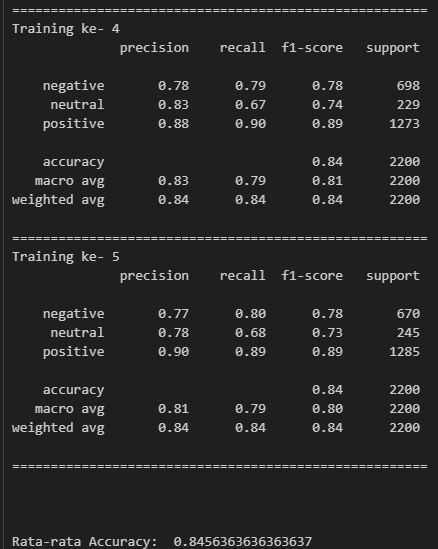 ======================================================
Training ke- 4
precision recall f1-score support
negative 0.78 0.79 0.78 698
neutral 0.83 0.67 0.74 229
positive 0.88 0.90 0.89 1273
accuracy 0.84 2200
macro avg 0.83 0.79 0.81 2200
weighted avg 0.84 0.84 0.84 2200
======================================================
Training ke- 5
precision recall f1-score support
negative 0.77 0.80 0.78 670
neutral 0.78 0.68 0.73 245
positive 0.90 0.89 0.89 1285
accuracy 0.84 2200
macro avg 0.81 0.79 0.80 2200
weighted avg 0.84 0.84 0.84 2200
======================================================
Rata-rata Accuracy: 0.8456363636363637